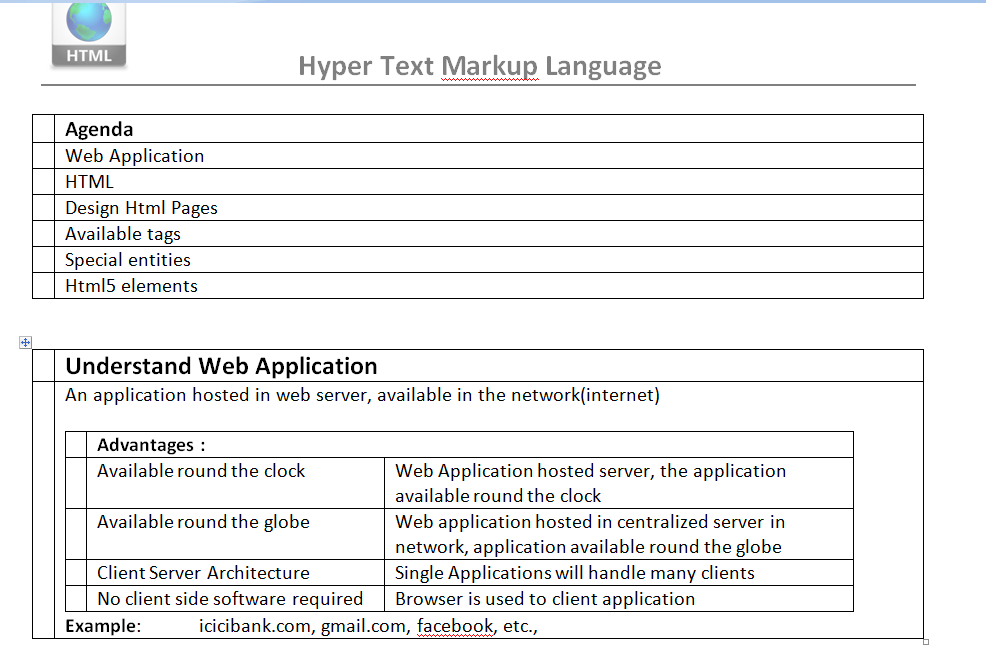 HTML
Hyper Text Markup Language
Agenda
Web Application
HTML
Design Html Pages
Available tags
Special entities
Html5 elements
Understand Web Application
An application hosted in web server, available in the network(internet)
Advantages :
Available round the clock
Web Application hosted server, the application
available round the clock
Available round the globe
Web application hosted in centralized server in
network, application available round the globe
Client Server Architecture
Single Applications will handle many clients
No client side software required
Browser is used to client application
Example: icicibank.com, gmail.com, facebook, etc.,